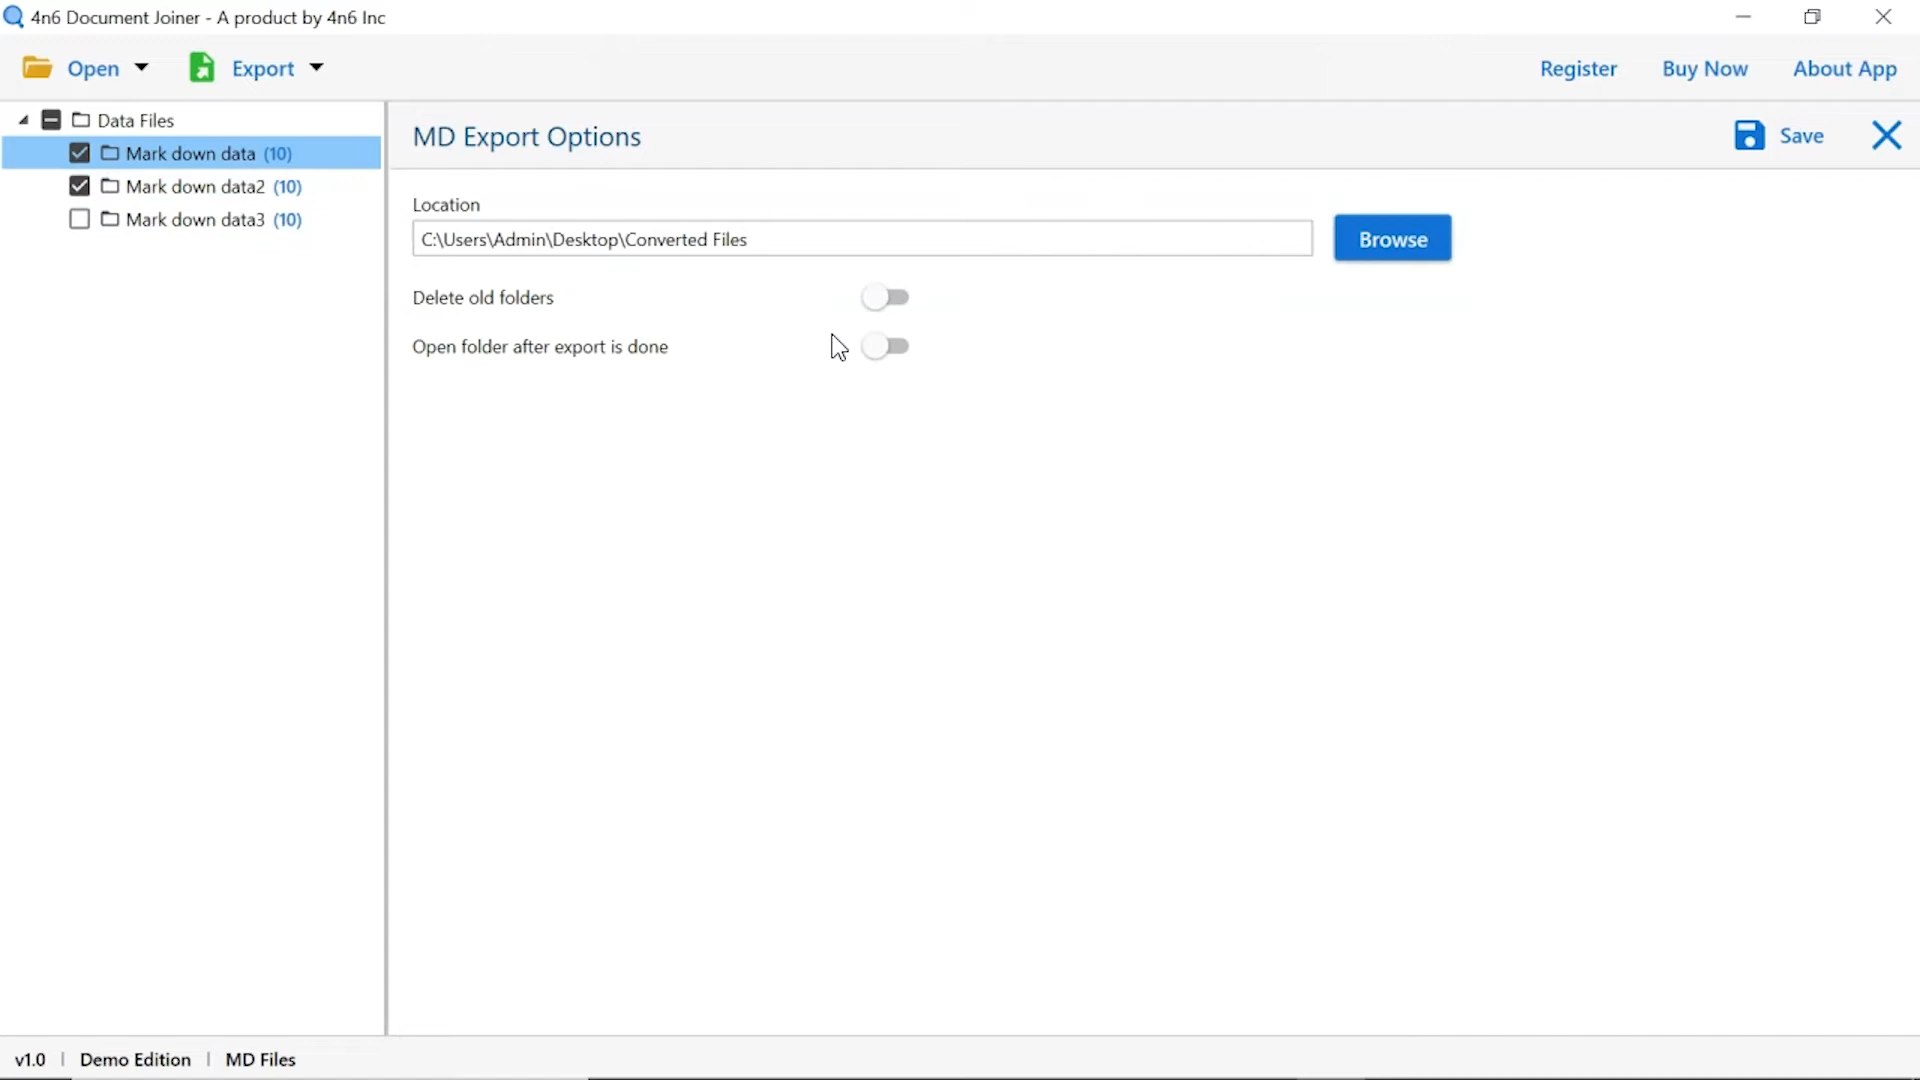 4n6 Document Joiner - A product by 4n6 Inc
Open Export Register Buy Now About App
Data Files
Mark down data (10)
Mark down data2 (10)
Mark down data3 (10)
MD Export Options Save
Location
C:\Users\Admin\Desktop\Converted Files Browse
Delete old folders
Open folder after export is done
v1.0 | Demo Edition | MD Files